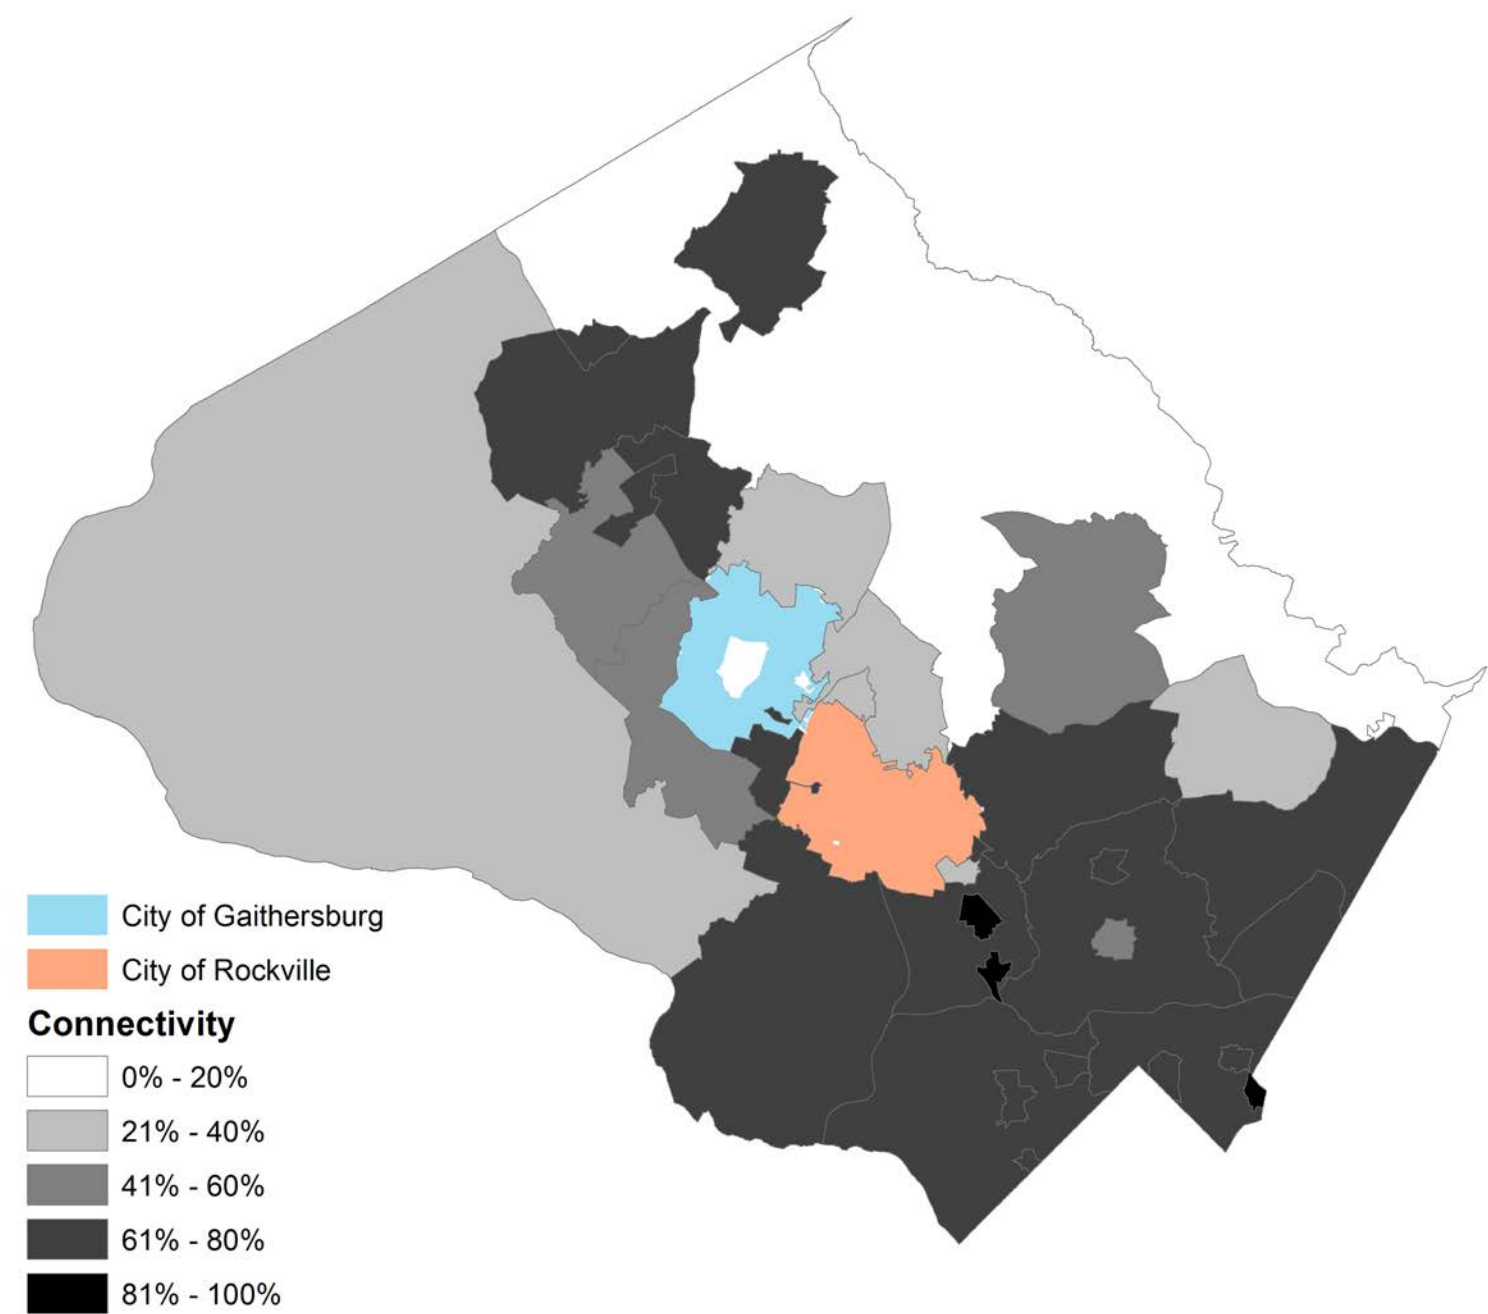 City of Gaithersburg
City of Rockville
Connectivity
0% - 20%
21% - 40%
41% - 60%
61% - 80%
81% - 100%